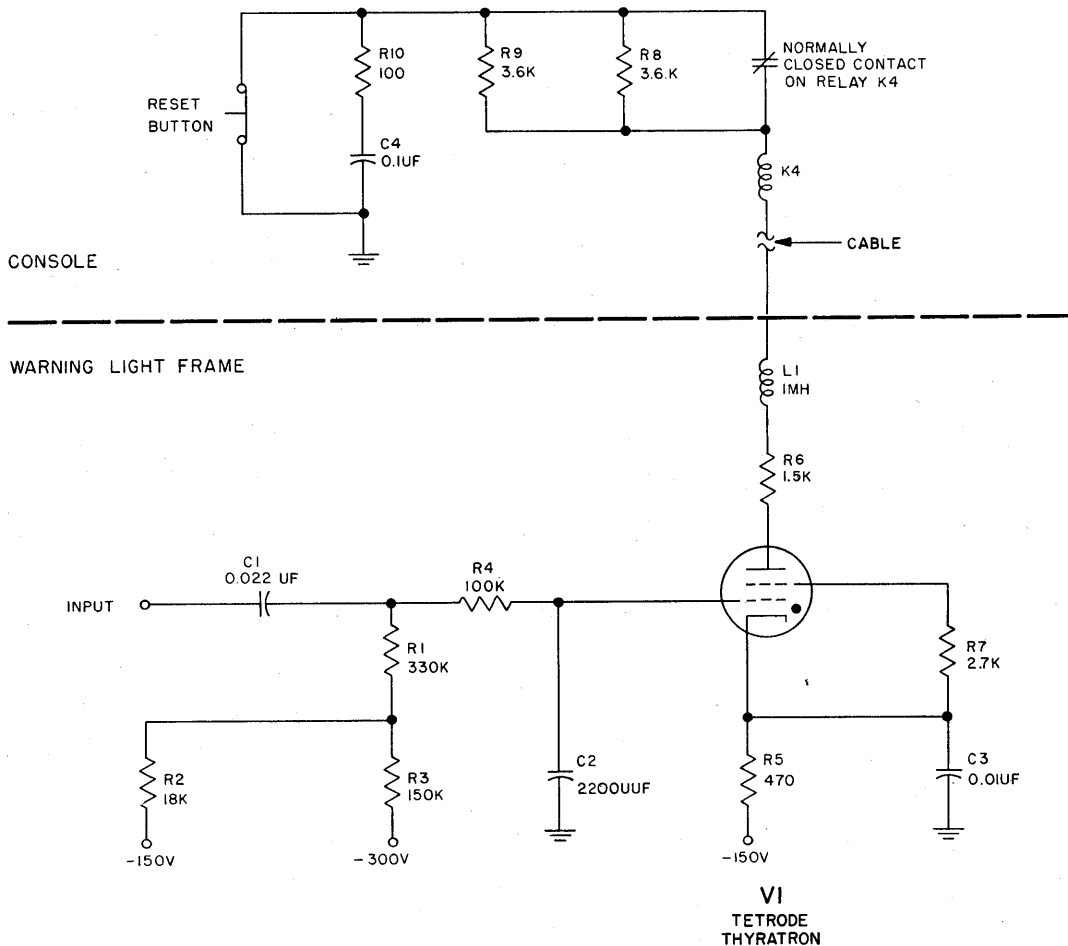 R10
100
R9
3.6K
R8
3.6.K
NORMALLY
CLOSED CONTACT
ON RELAY K4
RESET
BUTTON
C4
0.1UF
K4
CABLE
CONSOLE
WARNING LIGHT FRAME
L1
1MH
R6
1.5K
C1
0.022 UF
R4
100K
INPUT
R1
330K
R7
2.7K
R2
18K
R3
150K
C2
2200UUF
R5
470
C3
0.01UF
-150V
-300V
-150V
V1
TETRODE
THYRATRON